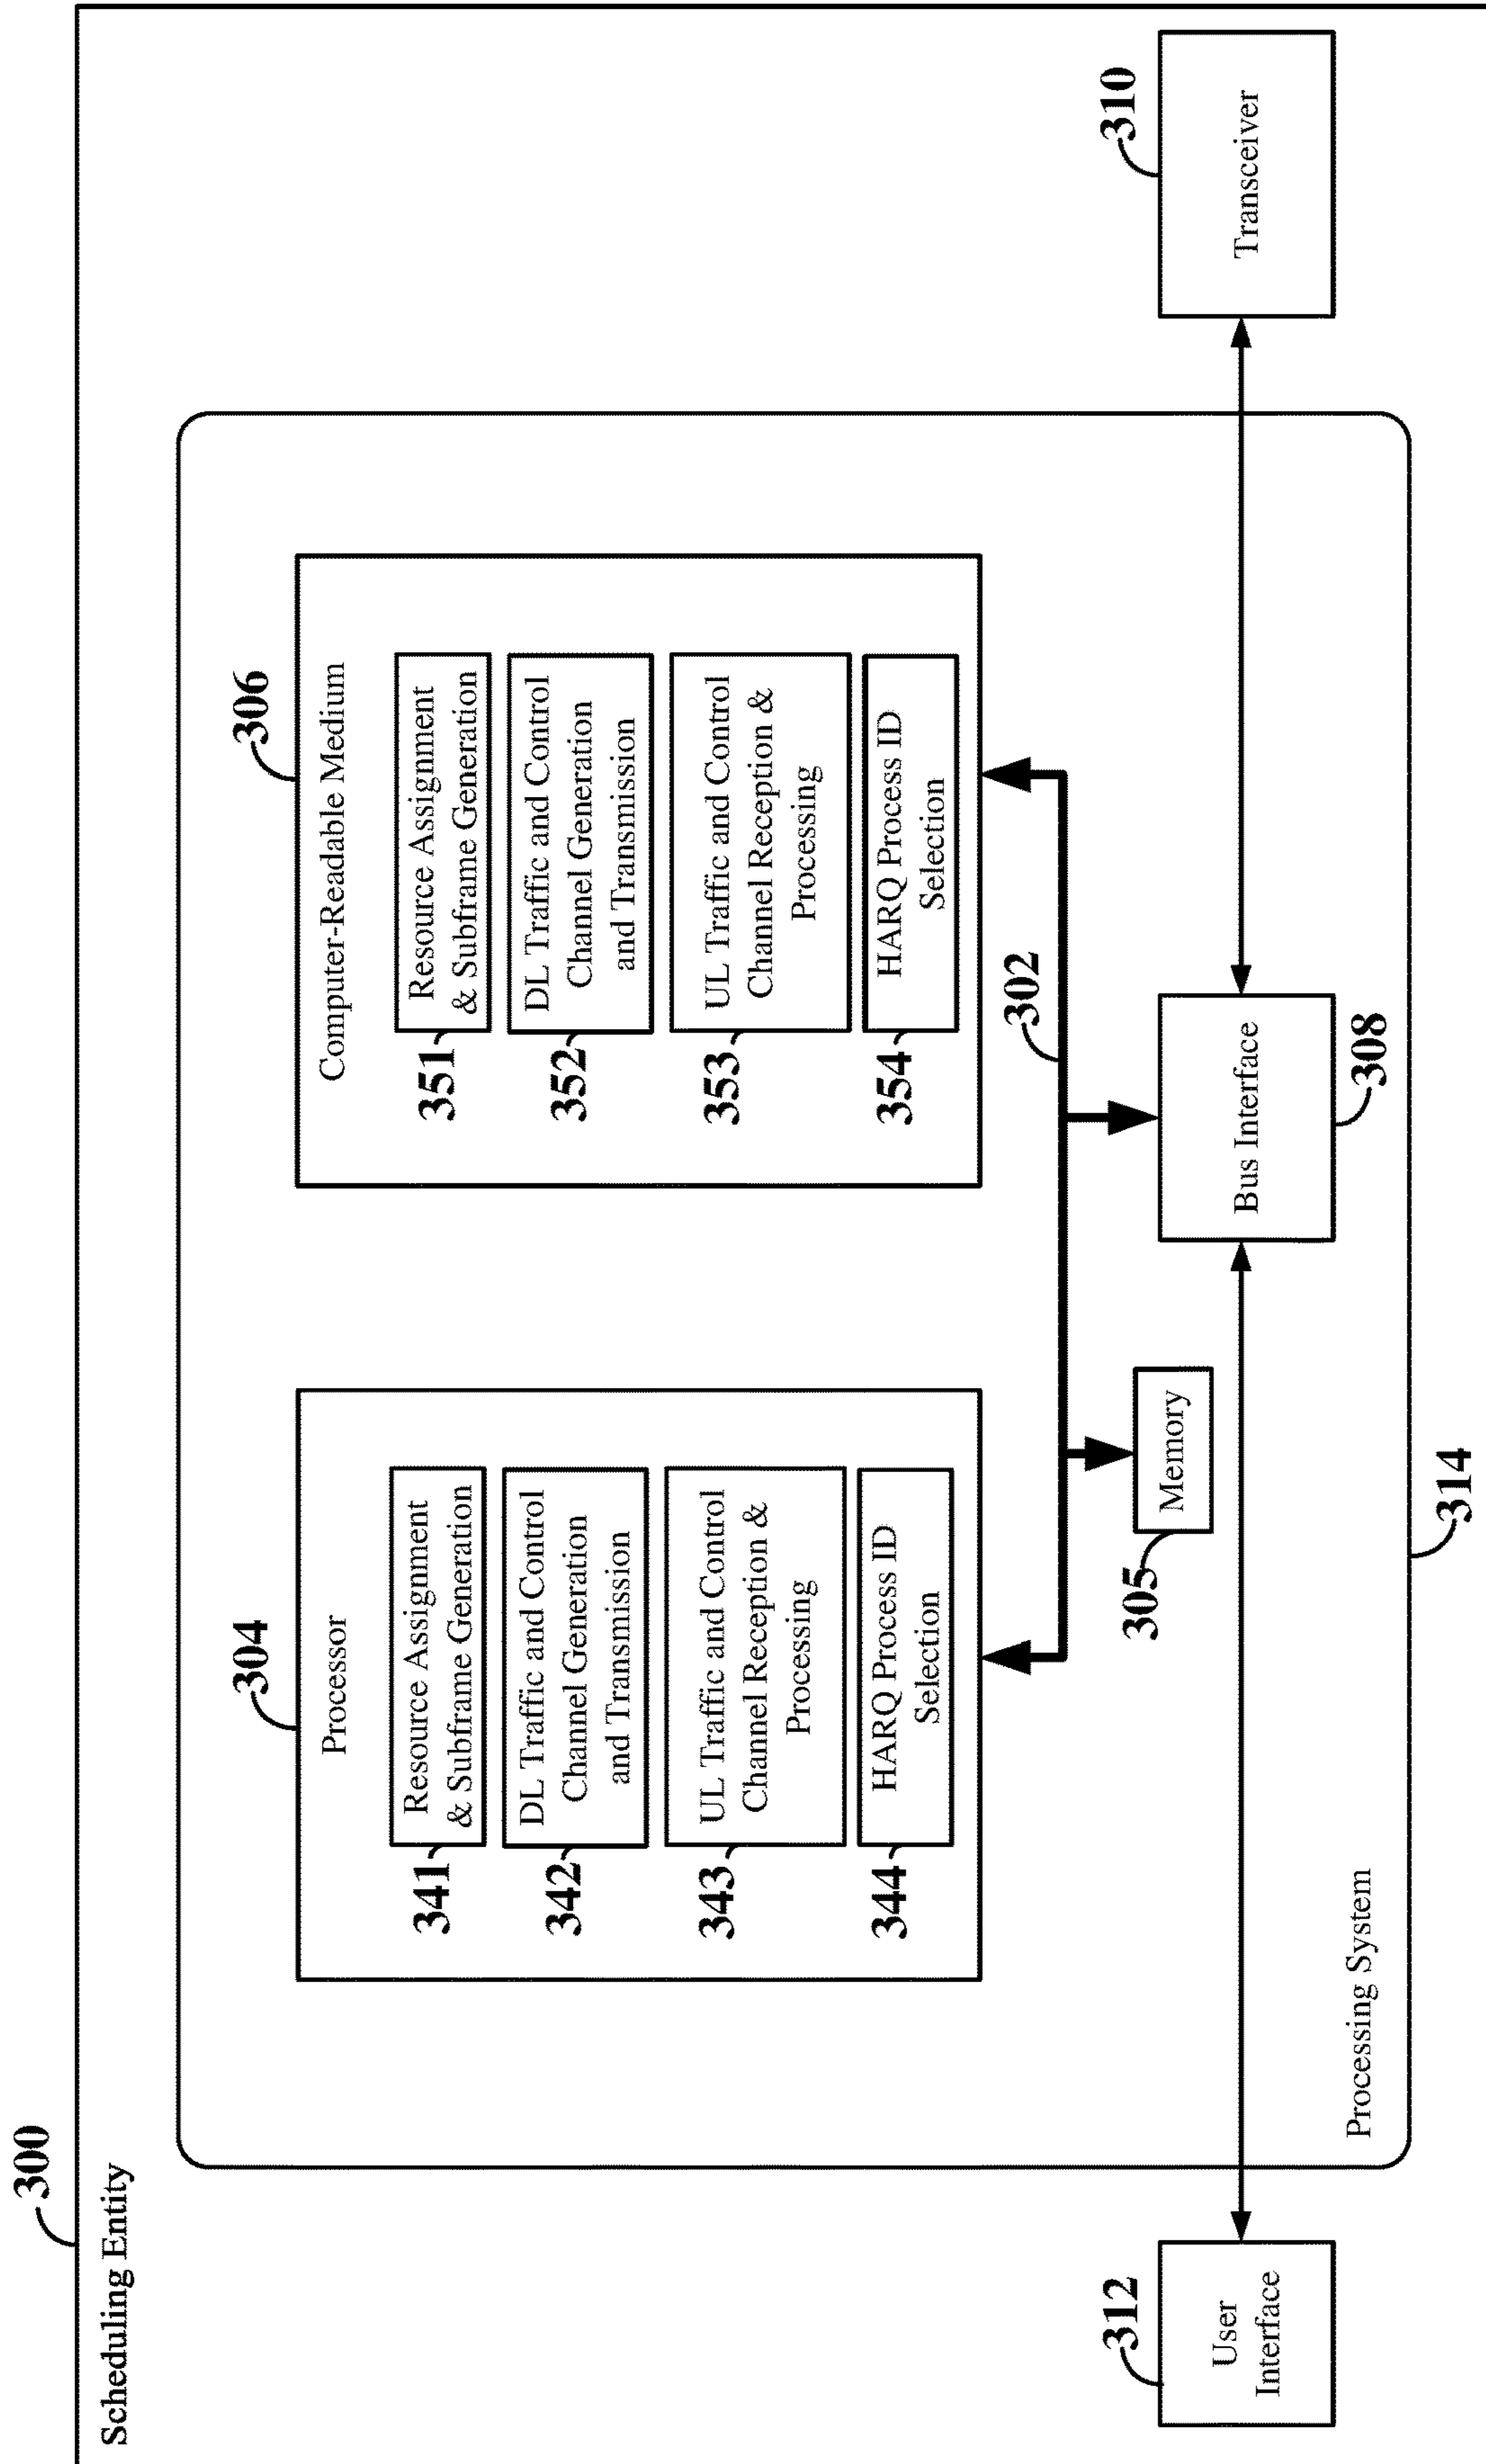 300
Scheduling Entity
304
Processor
341
Resource Assignment
& Subframe Generation
342
DL Traffic and Control
Channel Generation
and Transmission
343
UL Traffic and Control
Channel Reception &
Processing
344
HARQ Process ID
Selection
306
Computer-Readable Medium
351
Resource Assignment
& Subframe Generation
352
DL Traffic and Control
Channel Generation
and Transmission
353
UL Traffic and Control
Channel Reception &
Processing
354
HARQ Process ID
Selection
302
305
Memory
312
User
Interface
Bus Interface
308
310
Transceiver
Processing System
314